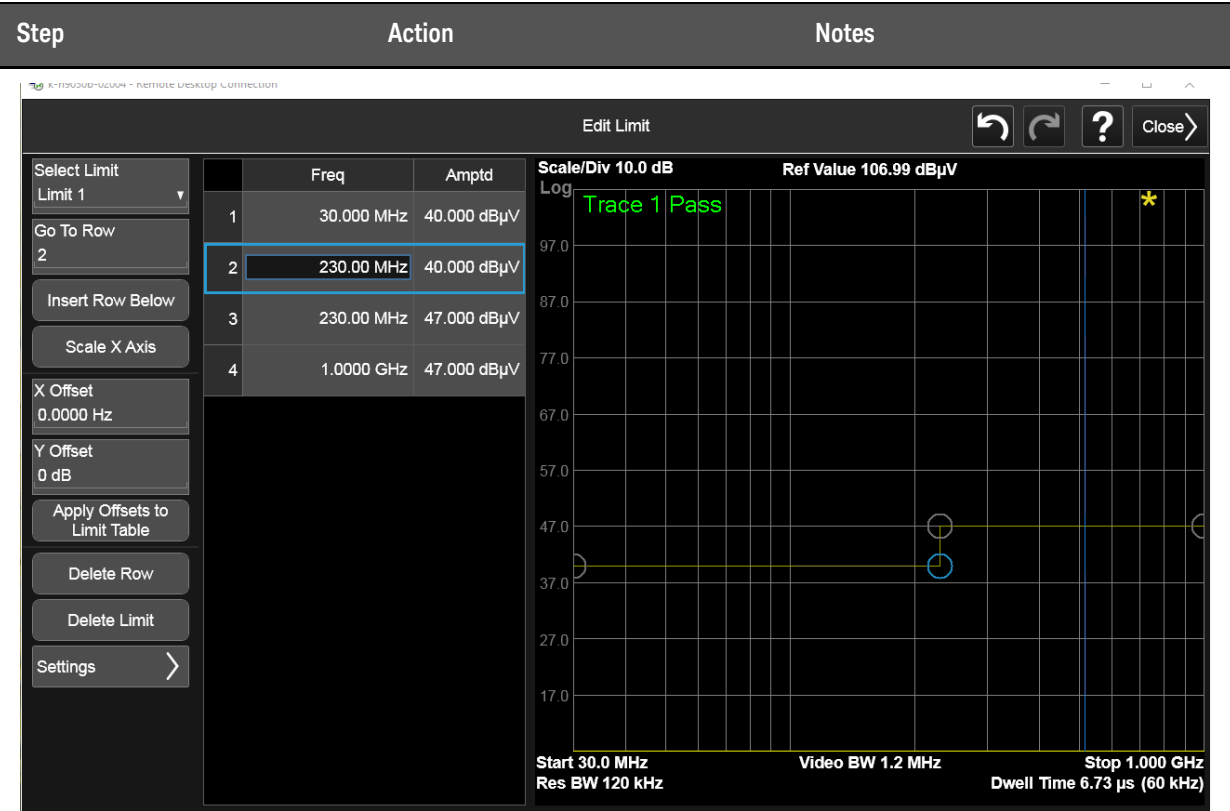 Step Action Notes
k-n9050b-02004 - Remote Desktop Connection
Edit Limit
? Close
Select Limit
Limit 1
Go To Row
2
Insert Row Below
Scale X Axis
X Offset
0.0000 Hz
Y Offset
0 dB
Apply Offsets to
Limit Table
Delete Row
Delete Limit
Settings
Freq Amptd
1 30.000 MHz 40.000 dBµV
2 230.00 MHz 40.000 dBµV
3 230.00 MHz 47.000 dBµV
4 1.0000 GHz 47.000 dBµV
Scale/Div 10.0 dB Ref Value 106.99 dBµV
Log
Trace 1 Pass *
97.0
87.0
77.0
67.0
57.0
47.0
37.0
27.0
17.0
Start 30.0 MHz Video BW 1.2 MHz Stop 1.000 GHz
Res BW 120 kHz Dwell Time 6.73 µs (60 kHz)